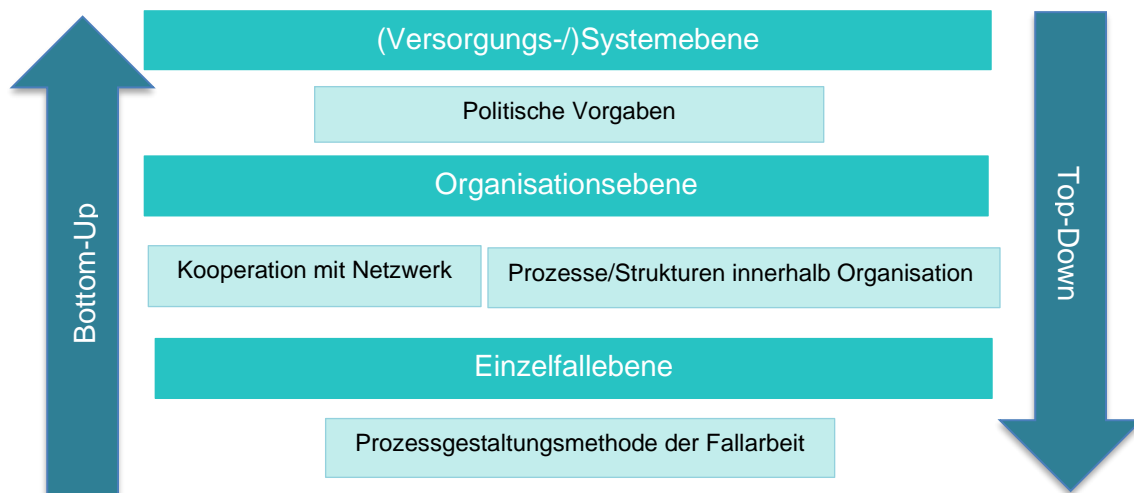 (Versorgungs-/)Systemebene
Politische Vorgaben
Organisationsebene
Kooperation mit Netzwerk
Prozesse/Strukturen innerhalb Organisation
Einzelfallebene
Prozessgestaltungsmethode der Fallarbeit
Bottom-Up
Top-Down